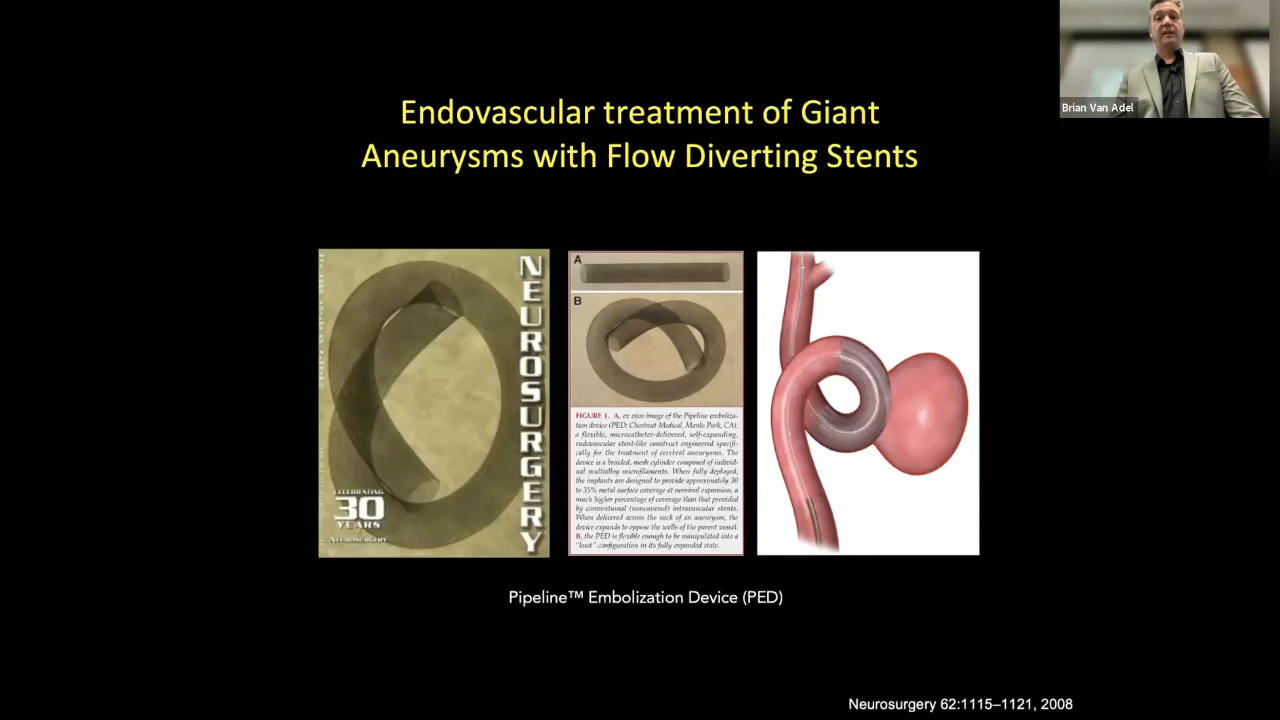 Endovascular treatment of Giant
Aneurysms with Flow Diverting Stents
Brian Van Adel
NEUROSURGERY
CELEBRATING
30
YEARS
NEUROSURGERY
A
B
FIGURE 1. A, ex vivo image of the Pipeline emboliza-
tion device (PED; Chestnut Medical, Menlo Park, CA),
a flexible, microcatheter-delivered, self-expanding,
endovascular stent-like construct engineered specifi-
cally for the treatment of cerebral aneurysms. The
device is a braided, mesh cylinder composed of individ-
ual multialloy microfilaments. When fully deployed,
the implants are designed to provide approximately 30
to 35% metal surface coverage at nominal expansion, a
much higher percentage of coverage than that provided
by conventional (noncovered) intravascular stents.
When delivered across the neck of an aneurysm, the
device expands to oppose the walls of the parent vessel.
B, the PED is flexible enough to be manipulated into a
"knot" configuration in its fully expanded state.
Pipeline™ Embolization Device (PED)
Neurosurgery 62:1115–1121, 2008